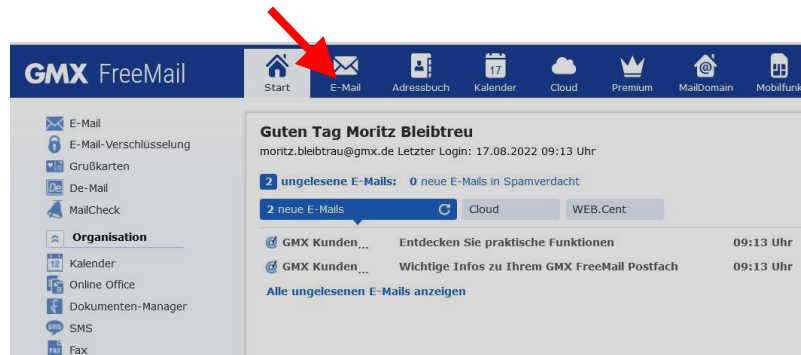 GMX FreeMail
Start E-Mail Adressbuch 17 Kalender Cloud Premium MailDomain Mobilfunk
E-Mail
E-Mail-Verschlüsselung
Grußkarten
De De-Mail
MailCheck
Organisation
12 Kalender
Online Office
Dokumenten-Manager
sms SMS
FAX Fax
Guten Tag Moritz Bleibtreu
moritz.bleibtrau@gmx.de Letzter Login: 17.08.2022 09:13 Uhr
2 ungelesene E-Mails: 0 neue E-Mails in Spamverdacht
2 neue E-Mails Cloud WEB.Cent
@ GMX Kunden... Entdecken Sie praktische Funktionen 09:13 Uhr
@ GMX Kunden... Wichtige Infos zu Ihrem GMX FreeMail Postfach 09:13 Uhr
Alle ungelesenen E-Mails anzeigen